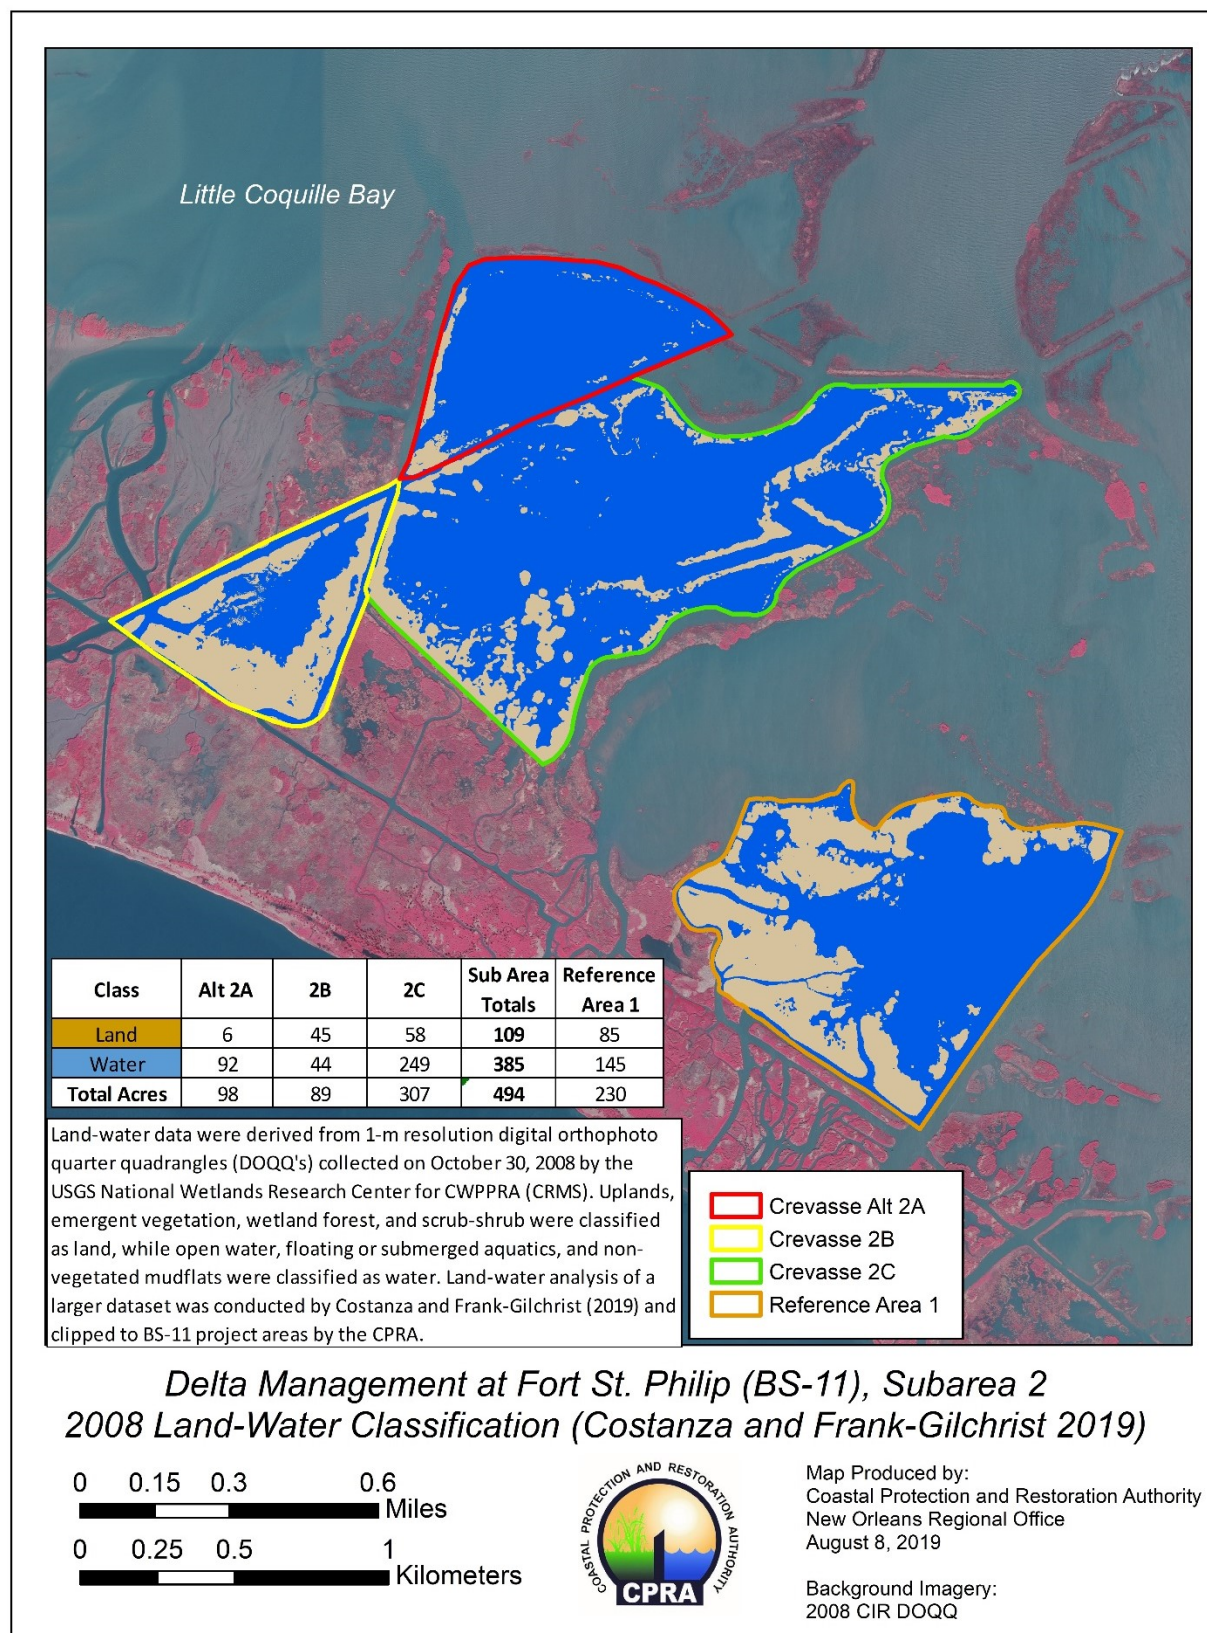 Little Coquille Bay
Class Alt 2A 2B 2C Sub Area Totals Reference Area 1
Land 6 45 58 109 85
Water 92 44 249 385 145
Total Acres 98 89 307 494 230
Land-water data were derived from 1-m resolution digital orthophoto
quarter quadrangles (DOQQ's) collected on October 30, 2008 by the
USGS National Wetlands Research Center for CWPPRA (CRMS). Uplands,
emergent vegetation, wetland forest, and scrub-shrub were classified
as land, while open water, floating or submerged aquatics, and non-
vegetated mudflats were classified as water. Land-water analysis of a
larger dataset was conducted by Costanza and Frank-Gilchrist (2019) and
clipped to BS-11 project areas by the CPRA.
Crevasse Alt 2A
Crevasse 2B
Crevasse 2C
Reference Area 1
Delta Management at Fort St. Philip (BS-11), Subarea 2
2008 Land-Water Classification (Costanza and Frank-Gilchrist 2019)
0 0.15 0.3 0.6
Miles
0 0.25 0.5 1
Kilometers
COASTAL PROTECTION AND RESTORATION AUTHORITY
CPRA
Map Produced by:
Coastal Protection and Restoration Authority
New Orleans Regional Office
August 8, 2019
Background Imagery:
2008 CIR DOQQ